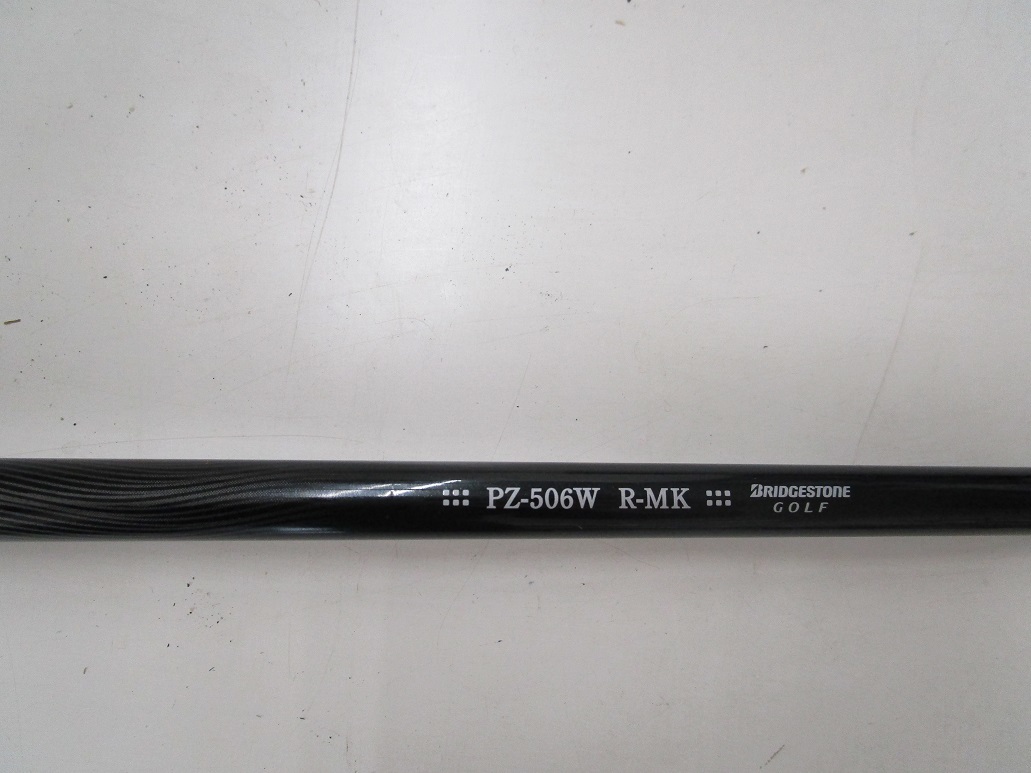 PZ-506W R-MK BRIDGESTONE
GOLF